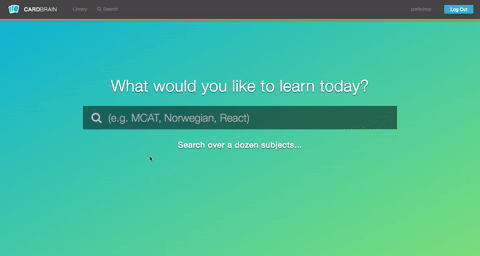 CARDBRAIN
Library
Search
Log Out
What would you like to learn today?
(e.g. MCAT, Norwegian, React)
Search over a dozen subjects...